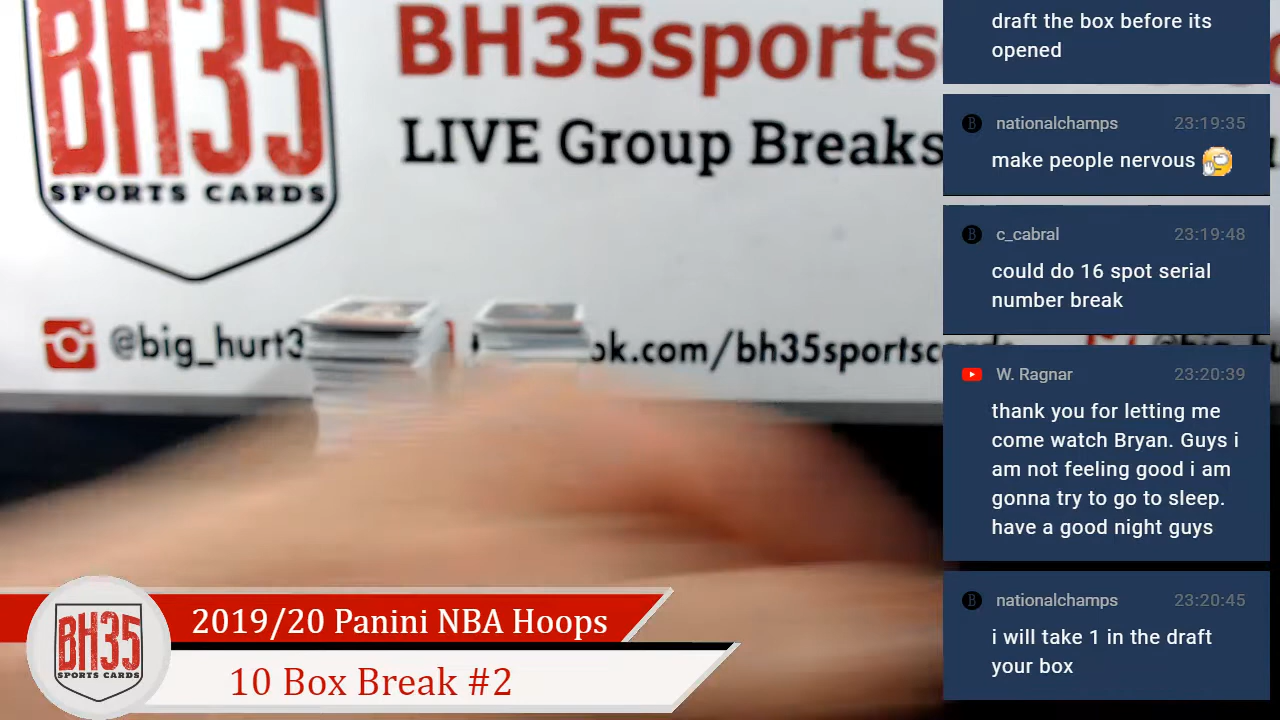 BH35
SPORTS CARDS
BH35sports
LIVE Group Breaks
@big_hurt3
ok.com/bh35sportsc
draft the box before its
opened
nationalchamps 23:19:35
make people nervous
c_cabral 23:19:48
could do 16 spot serial
number break
W. Ragnar 23:20:39
thank you for letting me
come watch Bryan. Guys i
am not feeling good i am
gonna try to go to sleep.
have a good night guys
nationalchamps 23:20:45
i will take 1 in the draft
your box
BH35
SPORTS CARDS
2019/20 Panini NBA Hoops
10 Box Break #2